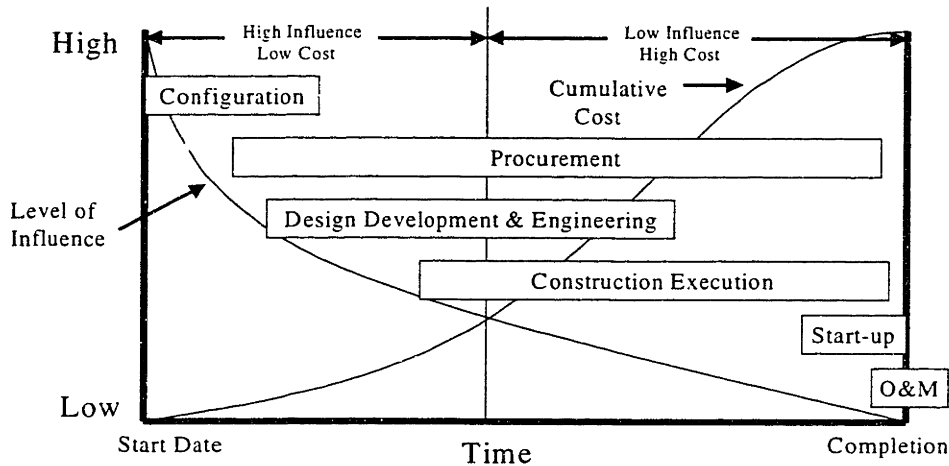 High
High Influence
Low Cost
Low Influence
High Cost
Configuration
Cumulative
Cost
Procurement
Level of
Influence
Design Development & Engineering
Construction Execution
Start-up
O&M
Low
Start Date
Time
Completion